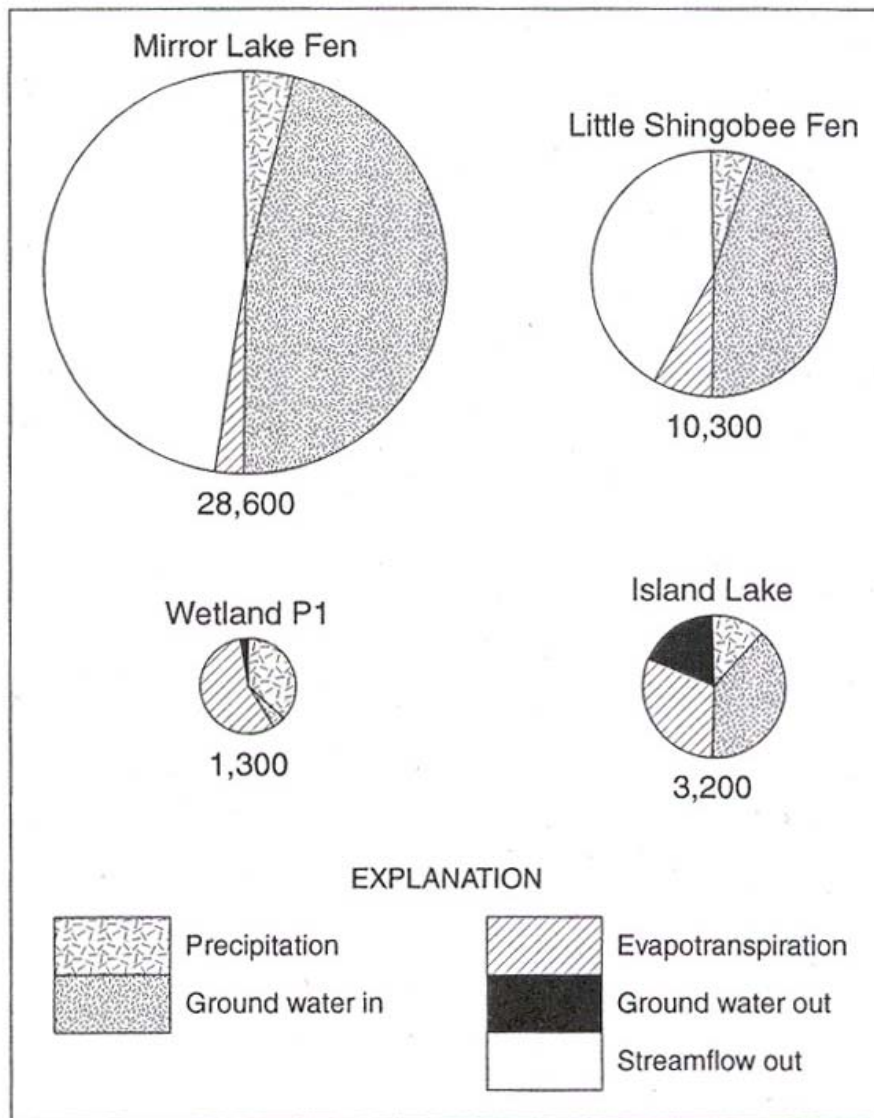 Mirror Lake Fen
Little Shingobee Fen
28,600
10,300
Wetland P1
Island Lake
1,300
3,200
EXPLANATION
Precipitation
Ground water in
Evapotranspiration
Ground water out
Streamflow out